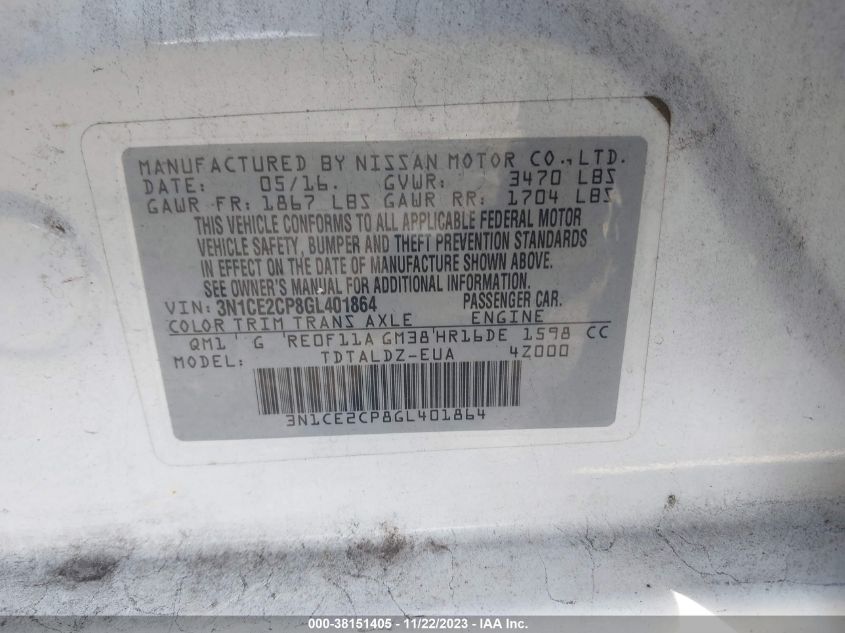 MANUFACTURED BY NISSAN MOTOR CO., LTD.
DATE: 05/16. GVWR: 3470 LBS
GAWR FR: 1867 LBS GAWR RR: 1704 LBS
THIS VEHICLE CONFORMS TO ALL APPLICABLE FEDERAL MOTOR
VEHICLE SAFETY, BUMPER AND THEFT PREVENTION STANDARDS
IN EFFECT ON THE DATE OF MANUFACTURE SHOWN ABOVE.
SEE OWNER'S MANUAL FOR ADDITIONAL INFORMATION.
VIN: 3N1CE2CP8GL401864 PASSENGER CAR.
COLOR TRIM TRANS AXLE ENGINE
QM1 G RE0F11A GM38 HR16DE 1598 CC
MODEL: TDTALDZ-EUA 4Z000
3N1CE2CP8GL401864
000-38151405 - 11/22/2023 - IAA Inc.